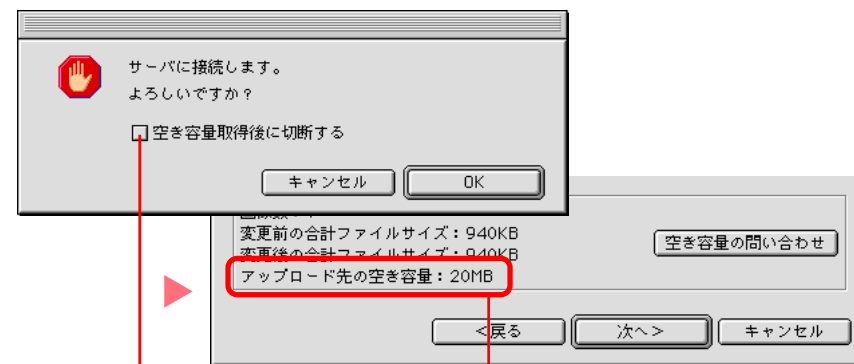 サーバに接続します。
よろしいですか？
空き容量取得後に切断する
キャンセル
OK
変更前の合計ファイルサイズ：940KB
変更後の合計ファイルサイズ：940KB
アップロード先の空き容量：20MB
空き容量の問い合わせ
<戻る
次へ>
キャンセル